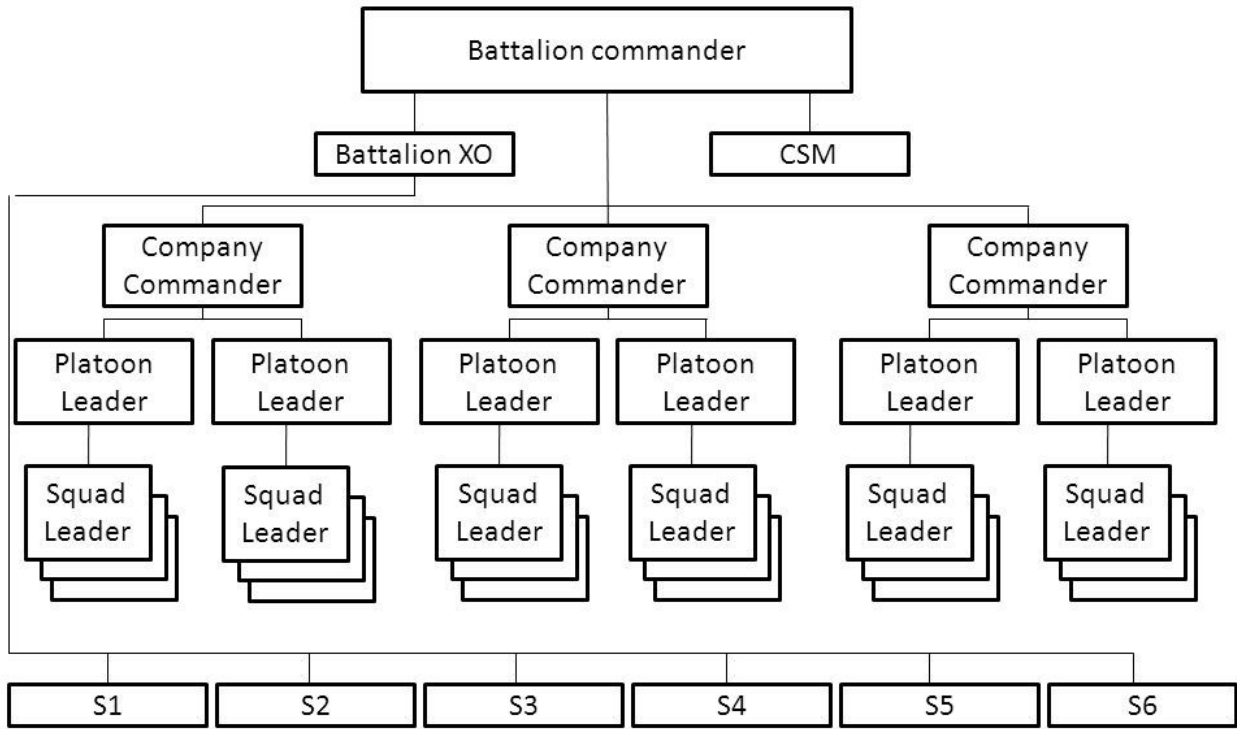 Battalion commander
Battalion XO
CSM
Company
Commander
Company
Commander
Company
Commander
Platoon
Leader
Platoon
Leader
Platoon
Leader
Platoon
Leader
Platoon
Leader
Platoon
Leader
Squad
Leader
Squad
Leader
Squad
Leader
Squad
Leader
Squad
Leader
Squad
Leader
S1
S2
S3
S4
S5
S6